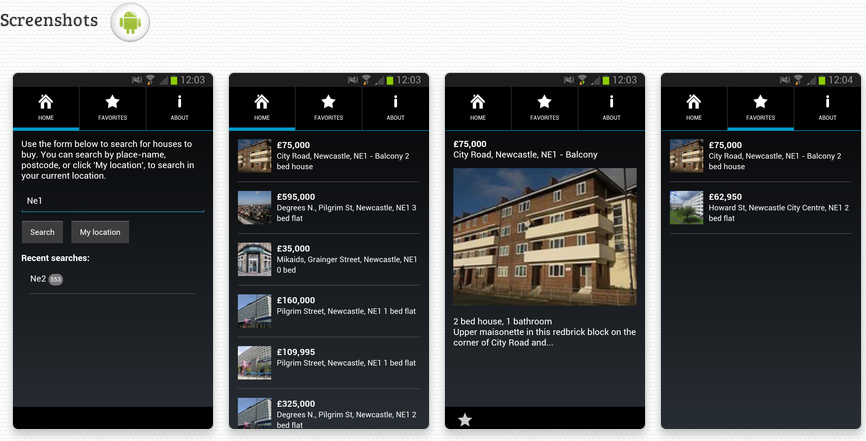 Screenshots
12:03
HOME
FAVORITES
ABOUT
Use the form below to search for houses to
buy. You can search by place-name,
postcode, or click 'My location', to search in
your current location.
Ne1
Search
My location
Recent searches:
Ne2 553
12:03
HOME
FAVORITES
ABOUT
£75,000
City Road, Newcastle, NE1 - Balcony 2
bed house
£595,000
Degrees N., Pilgrim St, Newcastle, NE1 3
bed flat
£35,000
Mikaids, Grainger Street, Newcastle, NE1
0 bed
£160,000
Pilgrim Street, Newcastle, NE1 1 bed flat
£109,995
Pilgrim Street, Newcastle, NE1 1 bed flat
£325,000
Degrees N., Pilgrim St, Newcastle, NE1 2
bed flat
12:03
HOME
FAVORITES
ABOUT
£75,000
City Road, Newcastle, NE1 - Balcony
2 bed house, 1 bathroom
Upper maisonette in this redbrick block on the
corner of City Road and...
12:04
HOME
FAVORITES
ABOUT
£75,000
City Road, Newcastle, NE1 - Balcony 2
bed house
£62,950
Howard St, Newcastle City Centre, NE1 2
bed flat